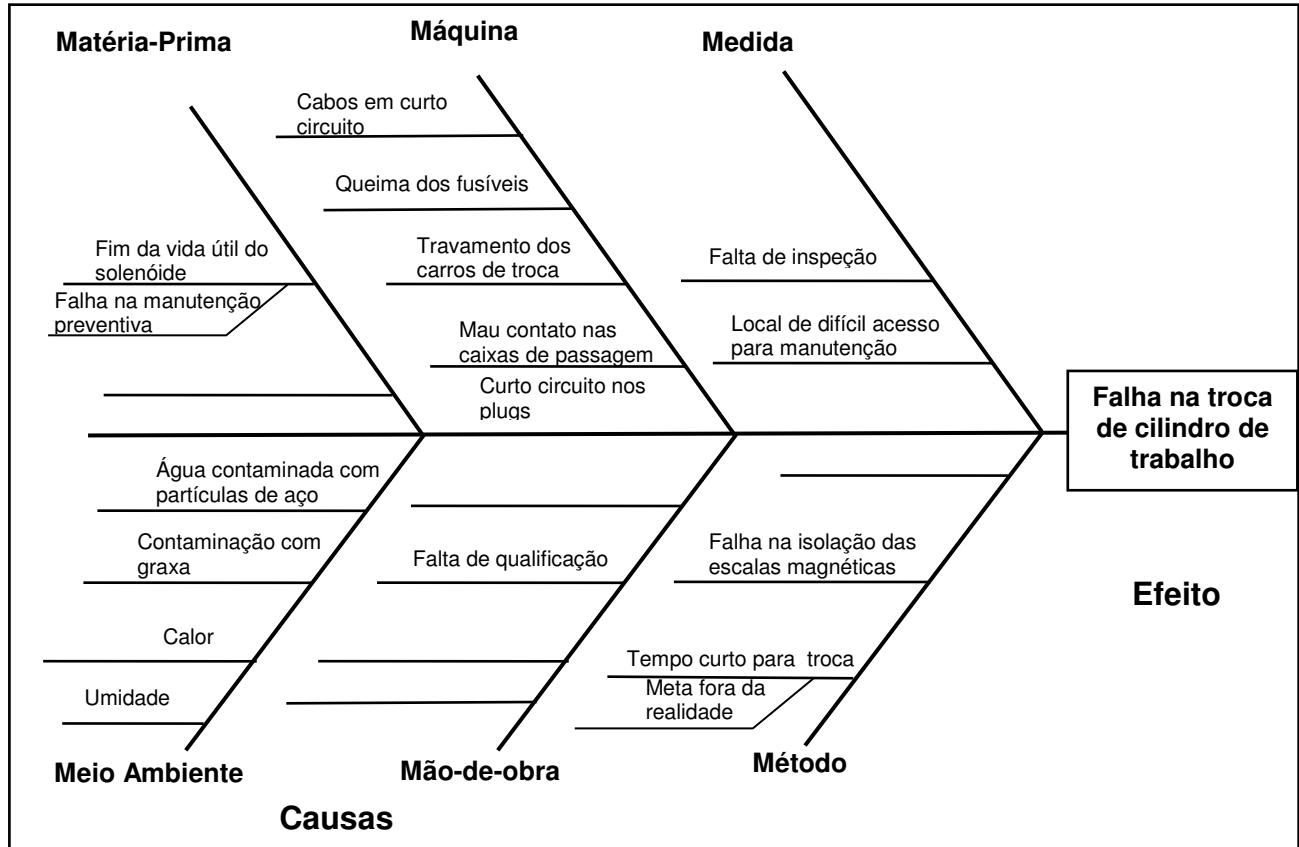 Matéria-Prima
Máquina
Medida
Cabos em curto
circuito
Queima dos fusíveis
Fim da vida útil do
solenóide
Falha na manutenção
preventiva
Travamento dos
carros de troca
Mau contato nas
caixas de passagem
Curto circuito nos
plugs
Falta de inspeção
Local de difícil acesso
para manutenção
Falha na troca
de cilindro de
trabalho
Água contaminada com
partículas de aço
Contaminação com
graxa
Calor
Umidade
Falta de qualificação
Falha na isolação das
escalas magnéticas
Tempo curto para troca
Meta fora da
realidade
Efeito
Meio Ambiente
Mão-de-obra
Método
Causas